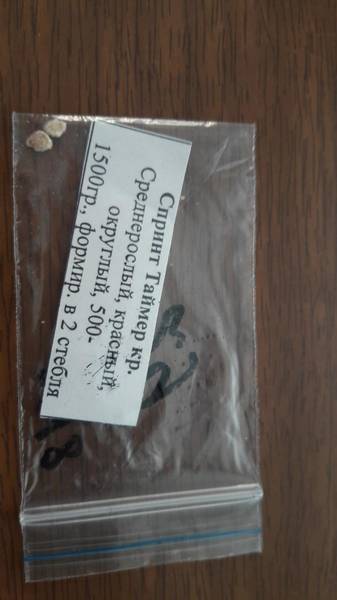 Спринт Таймер кр.
Среднерослый, красный,
округлый, 500-
1500гр., формир. в 2 стебля